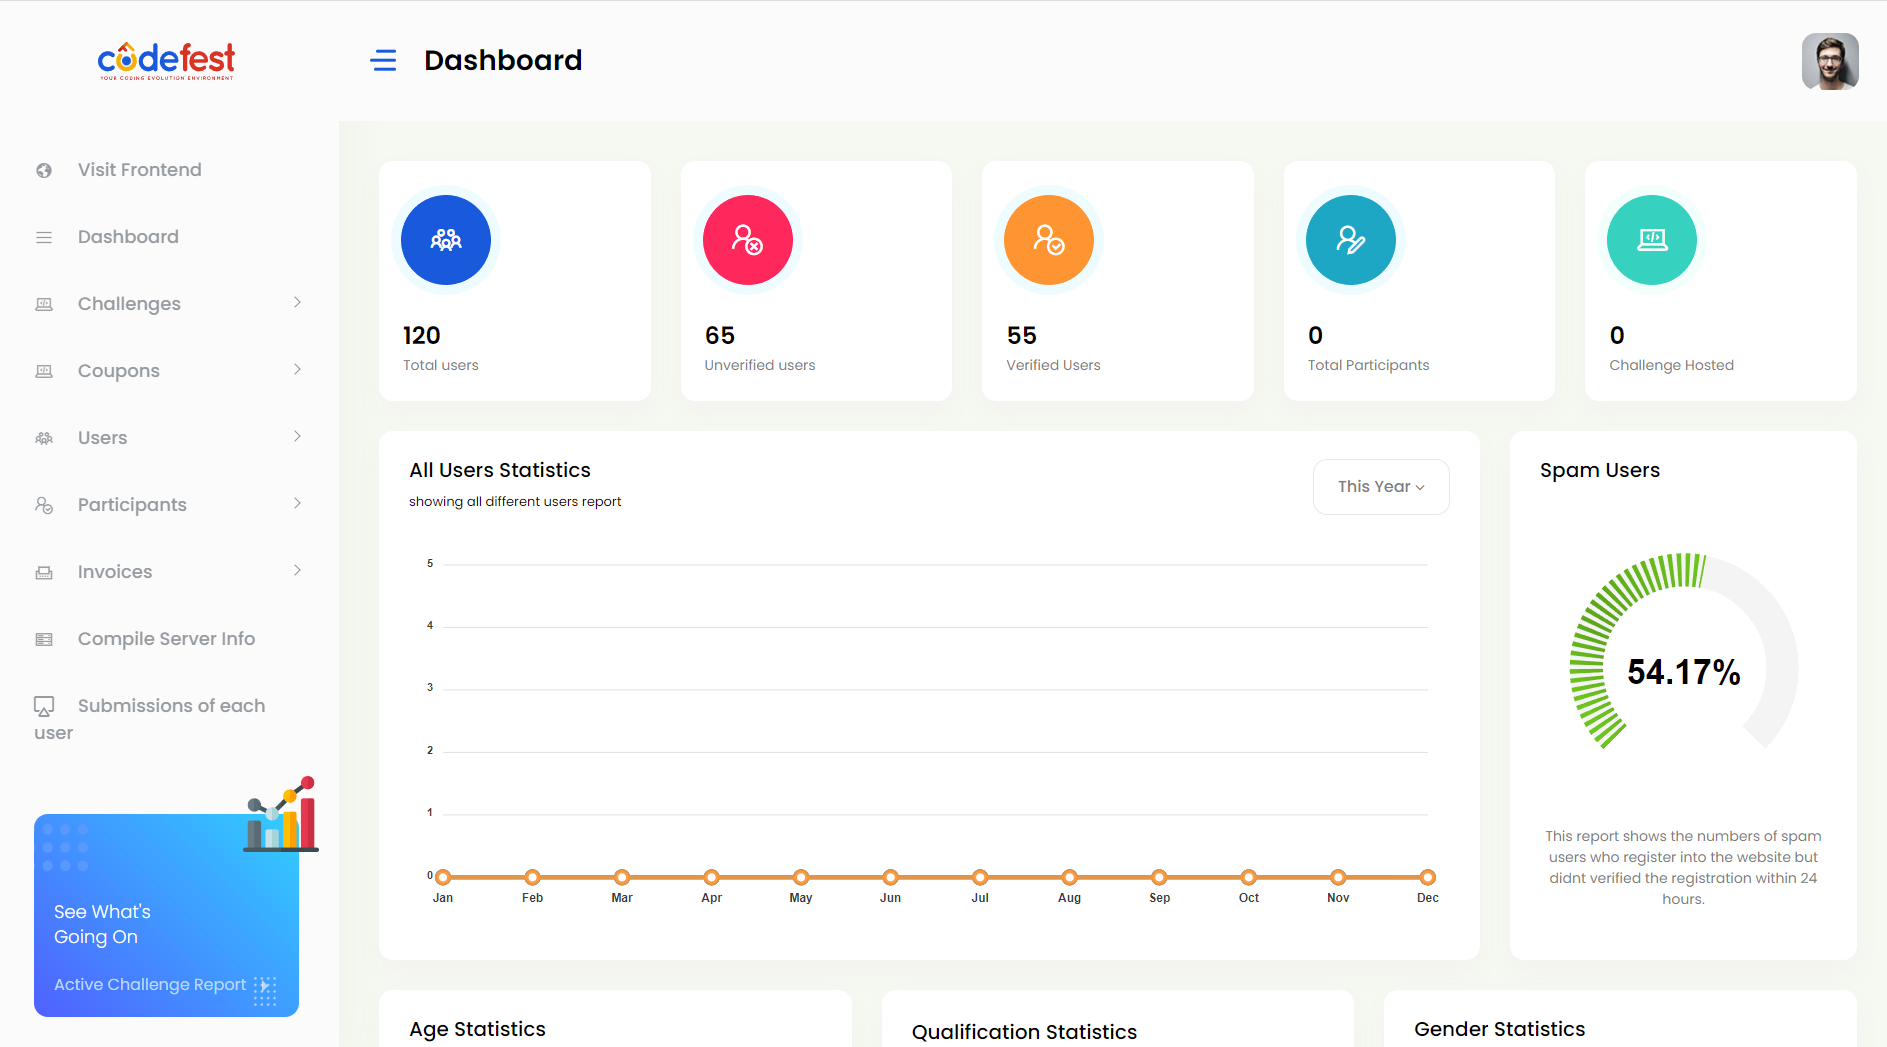 codefest
YOUR CODING EVOLUTION ENVIRONMENT
Dashboard
Visit Frontend
Dashboard
Challenges
Coupons
Users
Participants
Invoices
Compile Server Info
Submissions of each
user
See What's
Going On
Active Challenge Report
120
Total users
65
Unverified users
55
Verified Users
0
Total Participants
0
Challenge Hosted
All Users Statistics
showing all different users report
This Year
5
4
3
2
1
0
Jan Feb Mar Apr May Jun Jul Aug Sep Oct Nov Dec
Spam Users
54.17%
This report shows the numbers of spam
users who register into the website but
didnt verified the registration within 24
hours.
Age Statistics
Qualification Statistics
Gender Statistics